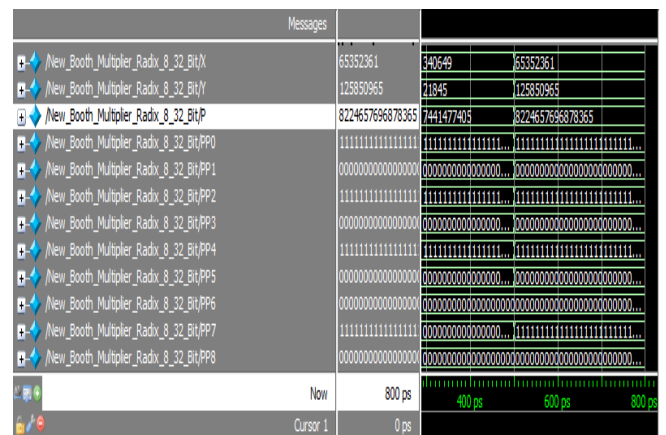 Messages
/New_Booth_Multiplier_Radix_8_32_Bit/X 65352361 340649 65352361
/New_Booth_Multiplier_Radix_8_32_Bit/Y 125850965 21845 125850965
/New_Booth_Multiplier_Radix_8_32_Bit/P 8224657696878365 7441477405 8224657696878365
/New_Booth_Multiplier_Radix_8_32_Bit/PP0
/New_Booth_Multiplier_Radix_8_32_Bit/PP1
/New_Booth_Multiplier_Radix_8_32_Bit/PP2
/New_Booth_Multiplier_Radix_8_32_Bit/PP3
/New_Booth_Multiplier_Radix_8_32_Bit/PP4
/New_Booth_Multiplier_Radix_8_32_Bit/PP5
/New_Booth_Multiplier_Radix_8_32_Bit/PP6
/New_Booth_Multiplier_Radix_8_32_Bit/PP7
/New_Booth_Multiplier_Radix_8_32_Bit/PP8
Now 800 ps 400 ps 600 ps 800 ps
Cursor 1 0 ps